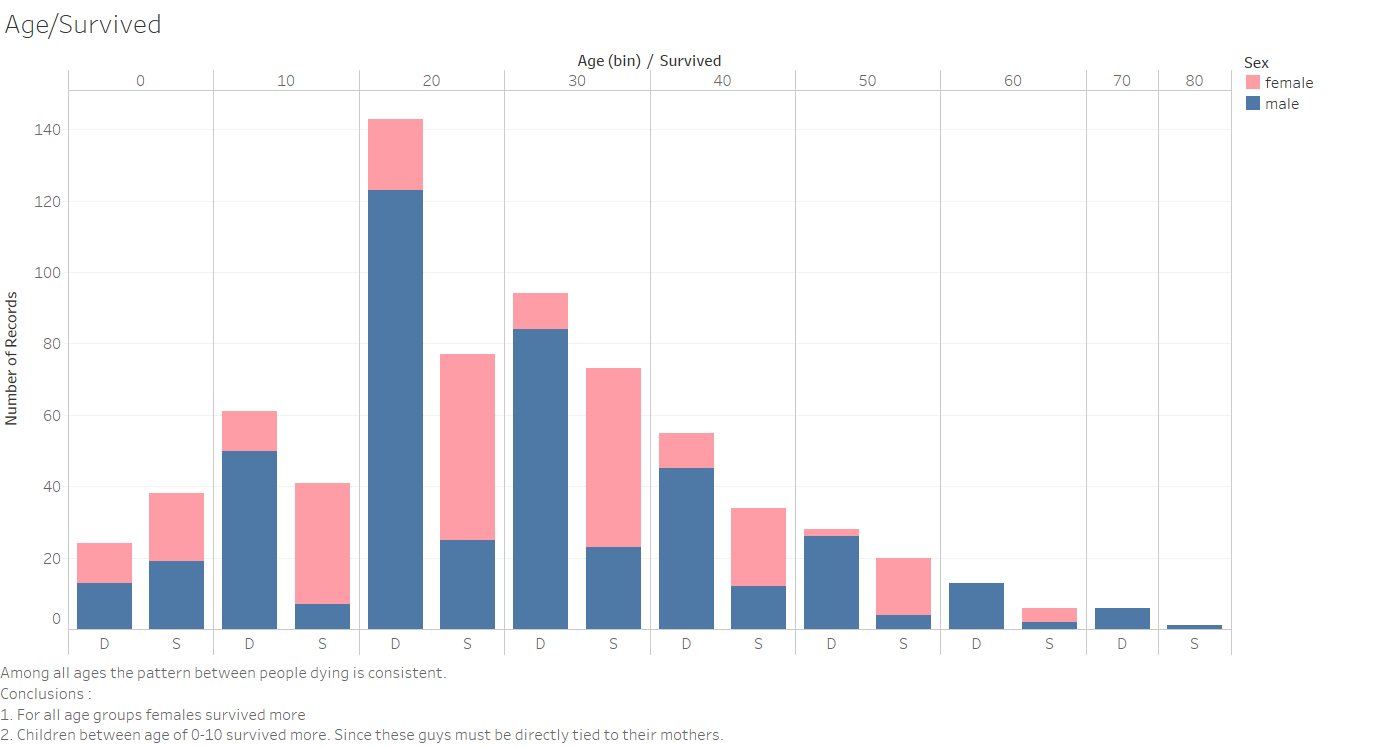 Age/Survived
Age (bin) / Survived
0 10 20 30 40 50 60 70 80
Sex
female
male
Number of Records
140
120
100
80
60
40
20
0
D S D S D S D S D S D S D S D S
Among all ages the pattern between people dying is consistent.
Conclusions :
1. For all age groups females survived more
2. Children between age of 0-10 survived more. Since these guys must be directly tied to their mothers.